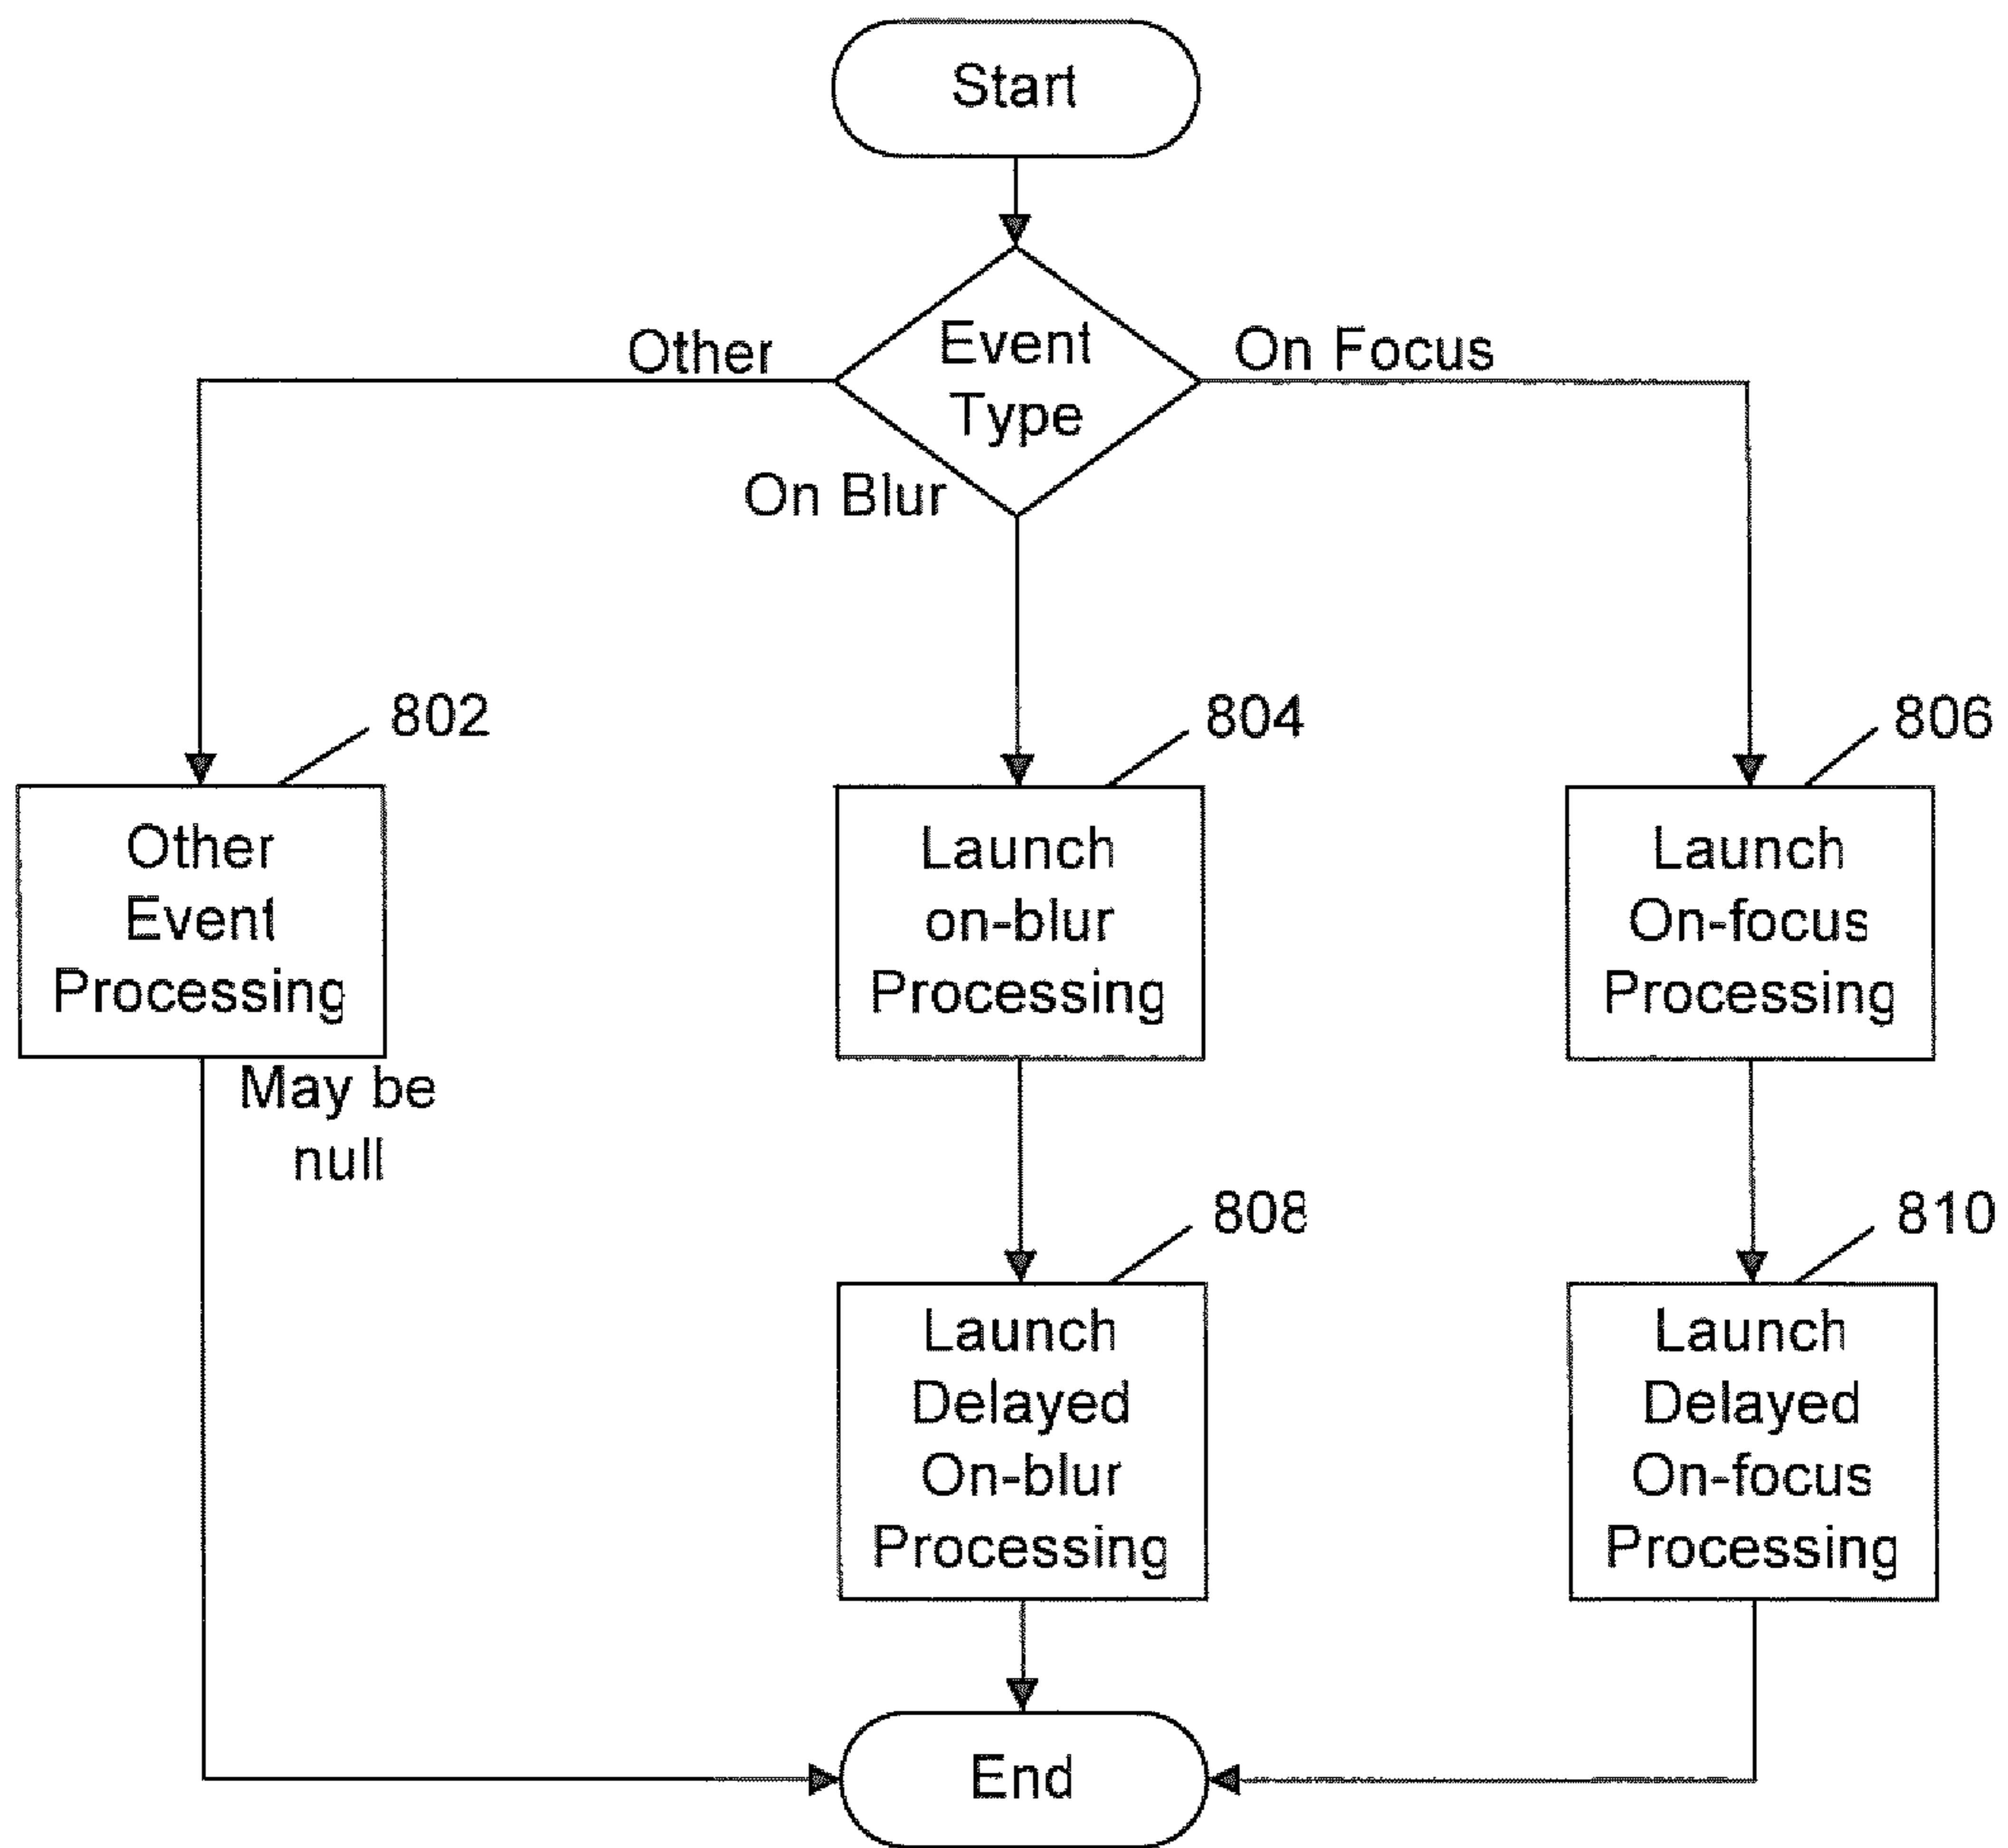 Start
Event
Type
Other
On Focus
On Blur
802
804
806
Other
Event
Processing
Launch
on-blur
Processing
Launch
On-focus
Processing
May be
null
808
810
Launch
Delayed
On-blur
Processing
Launch
Delayed
On-focus
Processing
End